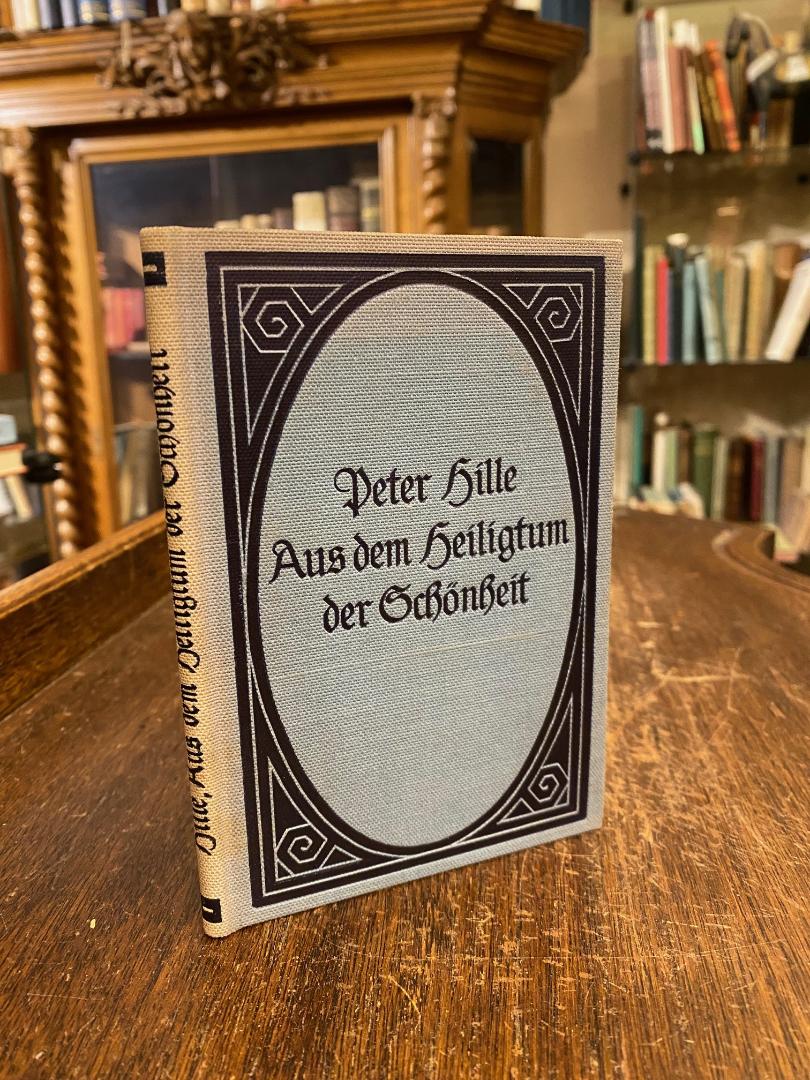 Peter Hille
Aus dem Heiligtum
der Schönheit
Hille, Aus dem Heiligtum der Schönheit